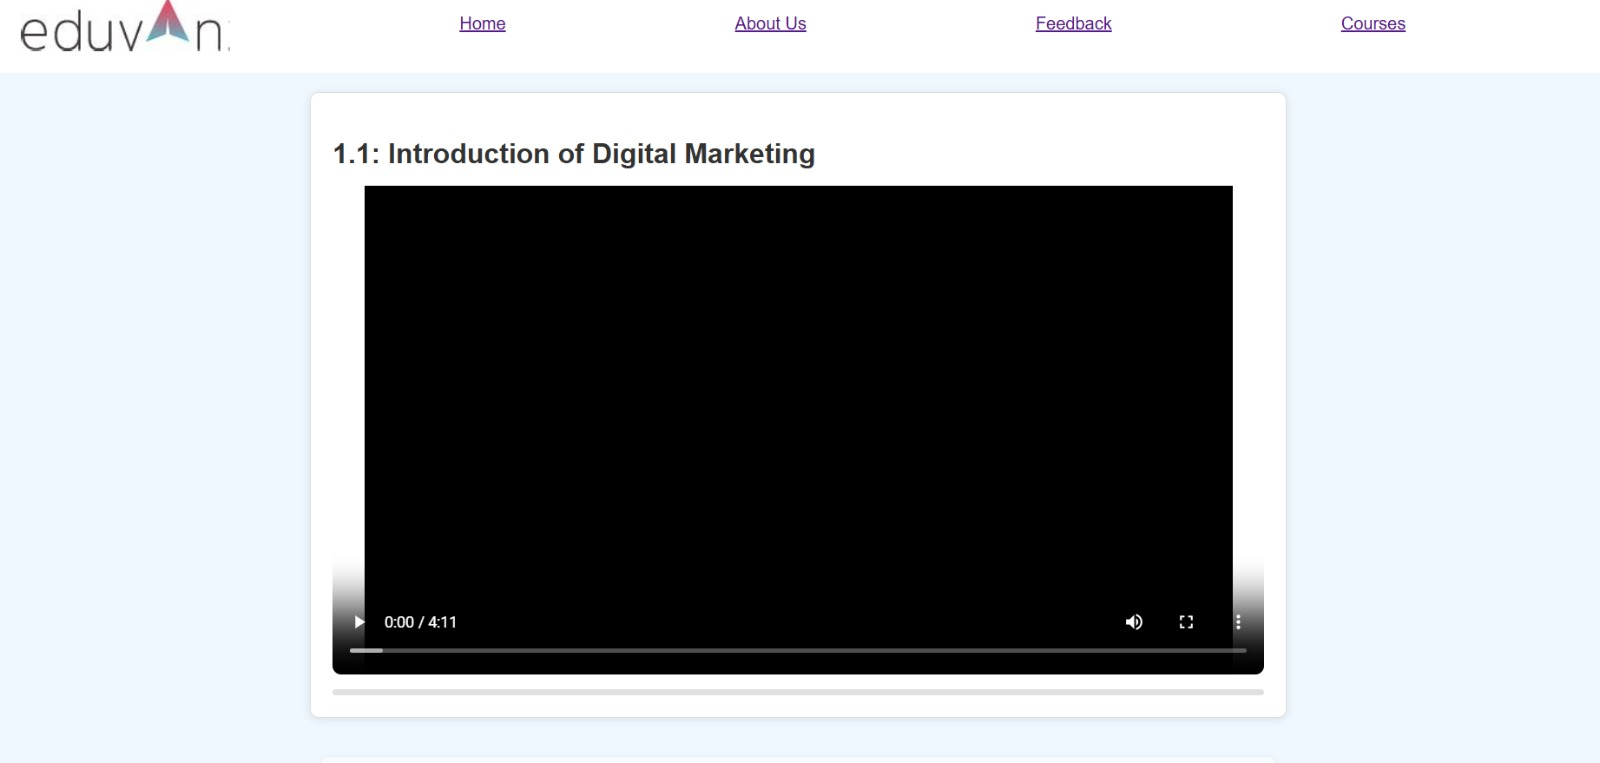 eduvAn.
Home
About Us
Feedback
Courses
1.1: Introduction of Digital Marketing
0:00 / 4:11